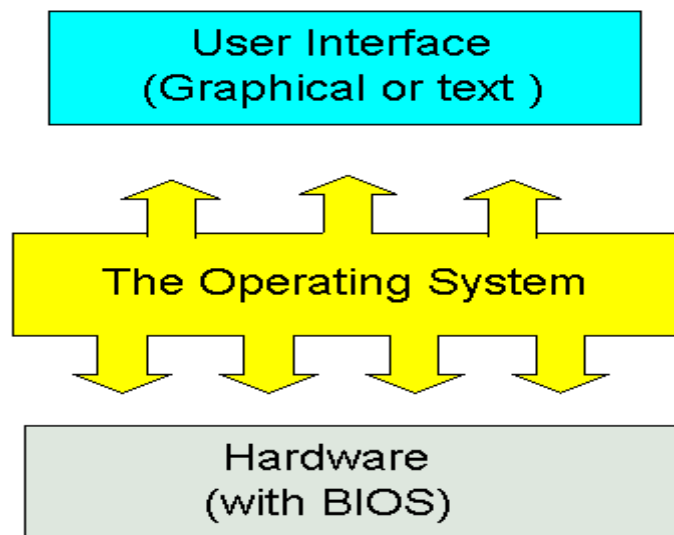 User Interface
(Graphical or text )
The Operating System
Hardware
(with BIOS)